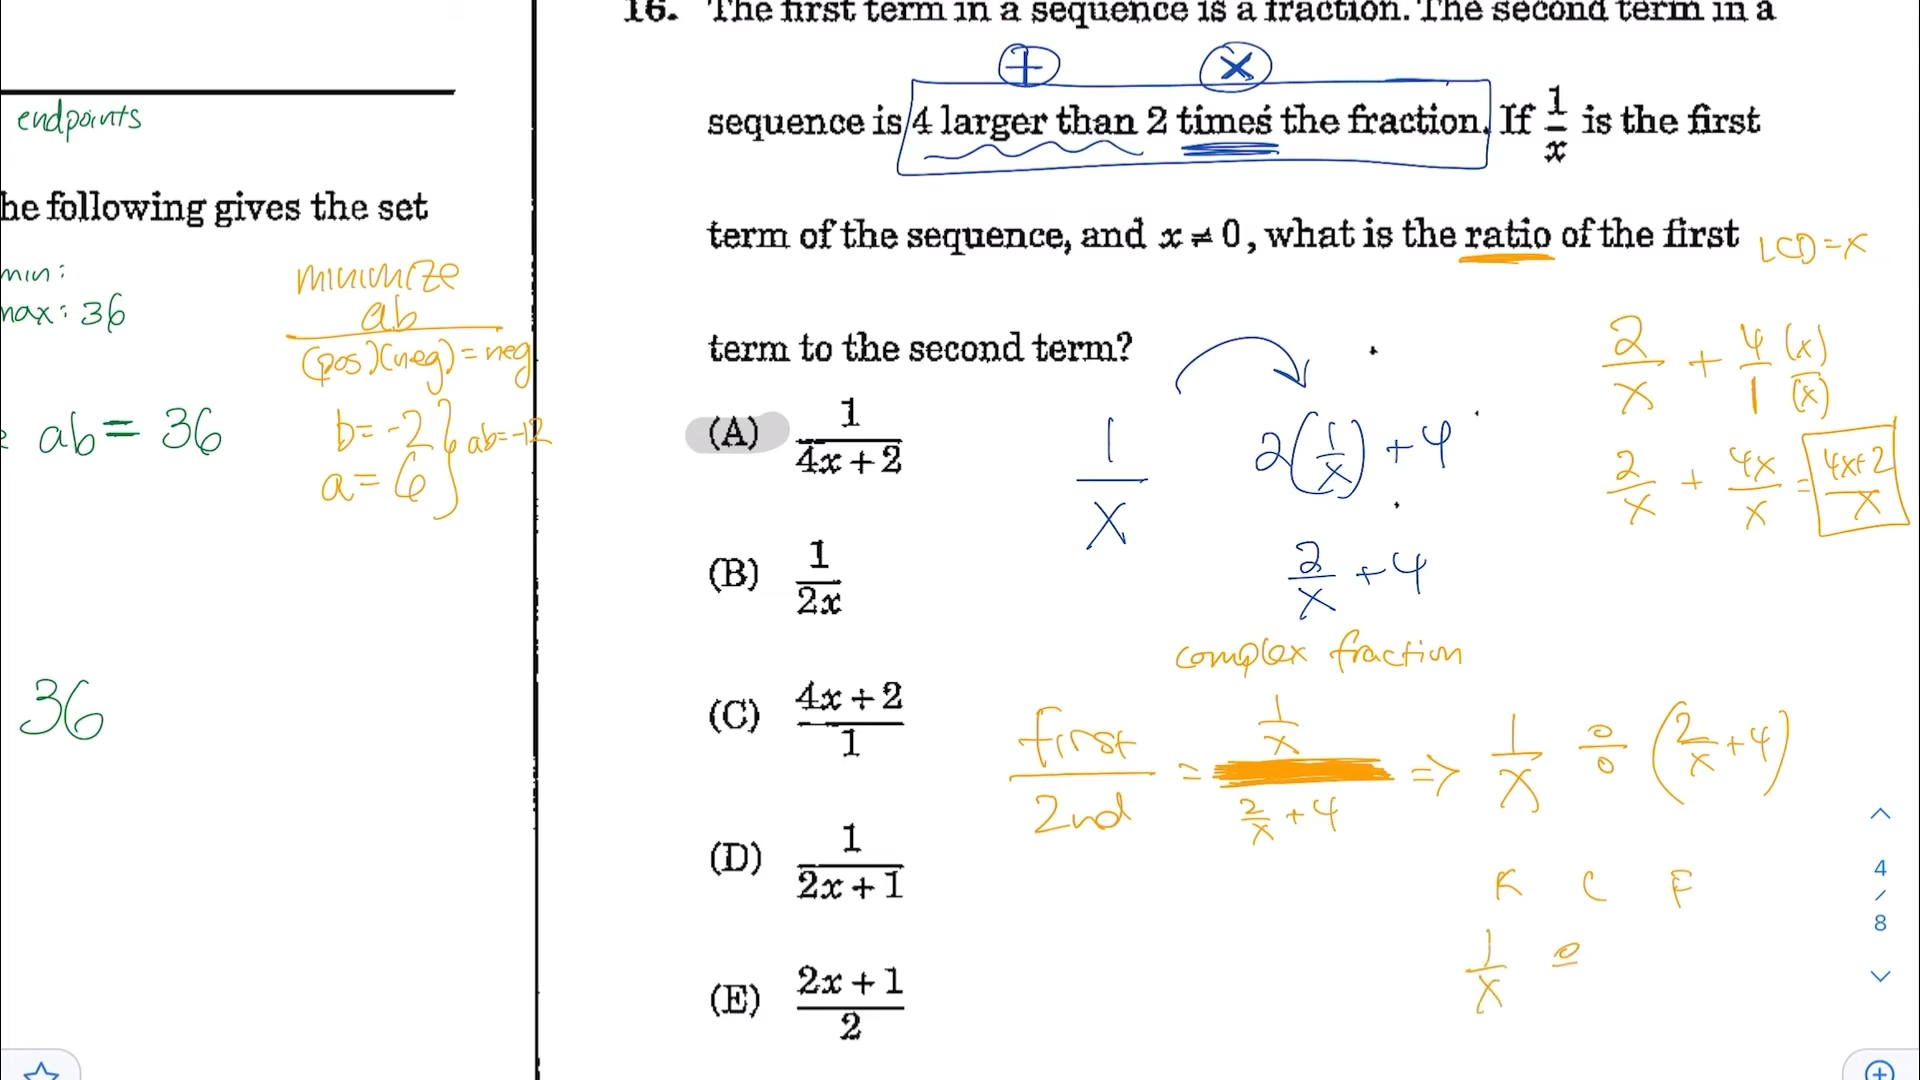 endpoints
he following gives the set
min:
max: 36
minimize
ab
(pos)(neg) = neg
ab = 36
b = -2
a = 6
ab = -12
36
16. The first term in a sequence is a fraction. The second term in a
+ ×
sequence is 4 larger than 2 times the fraction. If 1/x is the first
term of the sequence, and x ≠ 0, what is the ratio of the first
LCD = x
term to the second term?
(A) 1/(4x + 2)
(B) 1/(2x)
(C) (4x + 2)/1
(D) 1/(2x + 1)
(E) (2x + 1)/2
1/x
2(1/x) + 4
2/x + 4
2/x + 4/1 (x)/(x)
2/x + 4x/x = (4x+2)/x
complex fraction
first/2nd = (1/x)/(2/x + 4) ⇒ 1/x ÷ (2/x + 4)
K C F
1/x
4
/
8